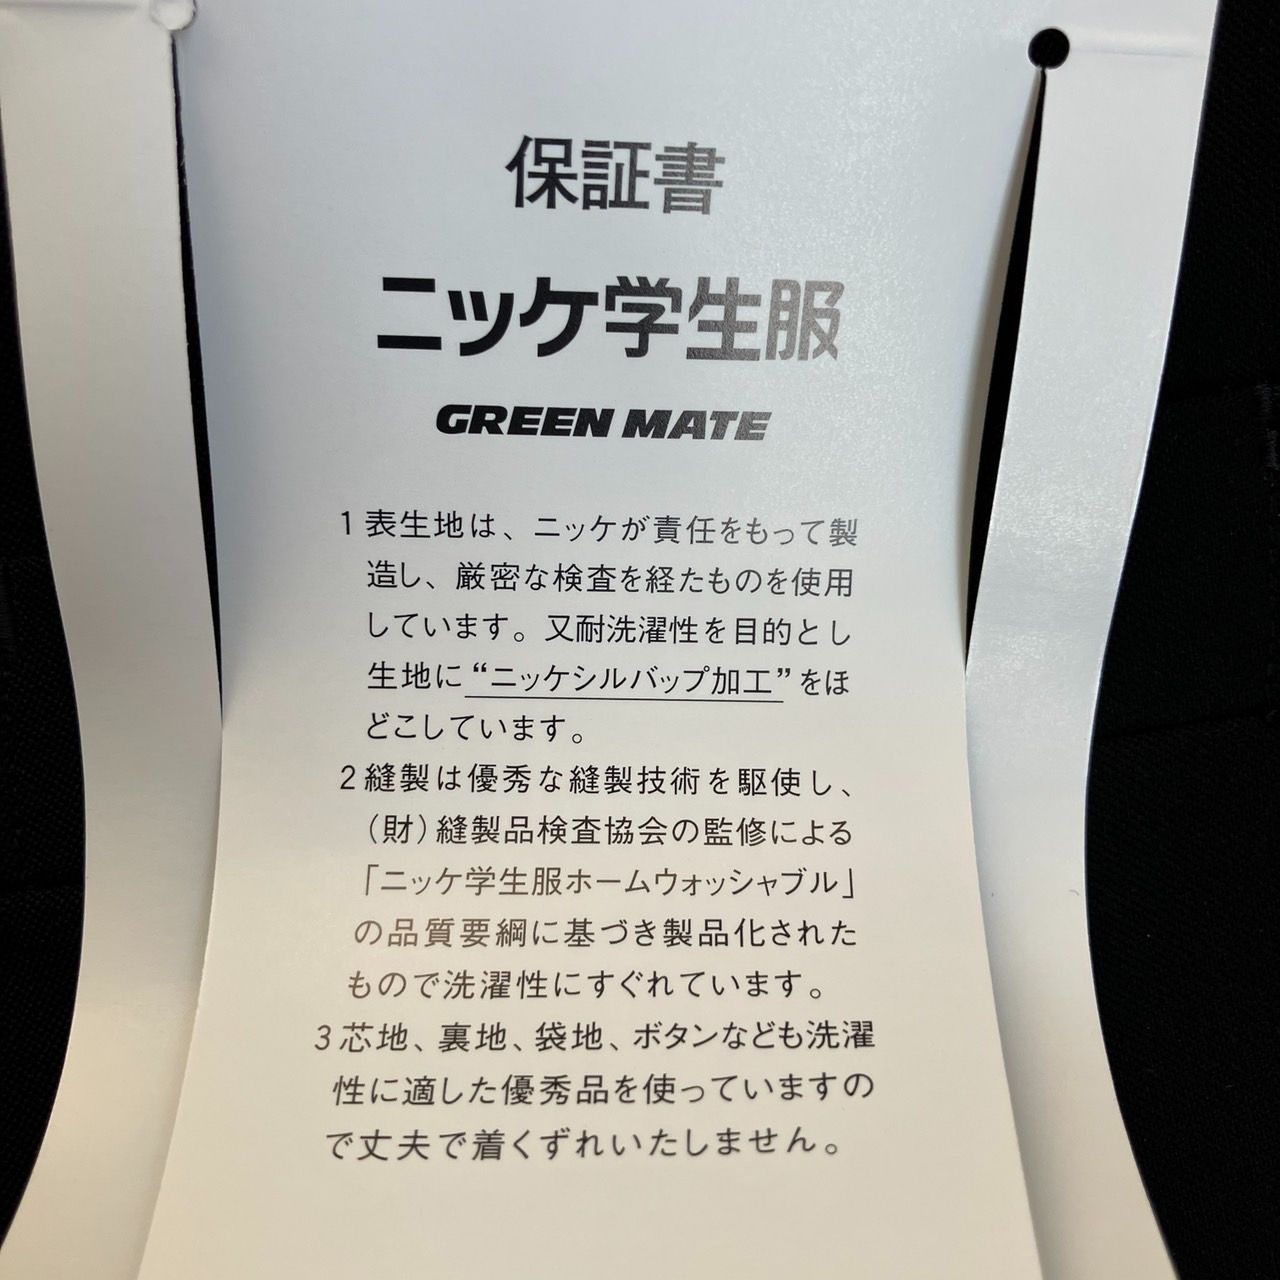 保証書
ニッケ学生服
GREEN MATE
1 表生地は、ニッケが責任をもって製
造し、厳密な検査を経たものを使用
しています。又耐洗濯性を目的とし
生地に“ニッケシルバップ加工”をほ
どこしています。
2 縫製は優秀な縫製技術を駆使し、
(財)縫製品検査協会の監修による
「ニッケ学生服ホームウォッシャブル」
の品質要綱に基づき製品化された
もので洗濯性にすぐれています。
3 芯地、裏地、袋地、ボタンなども洗濯
性に適した優秀品を使っていますの
で丈夫で着くずれいたしません。